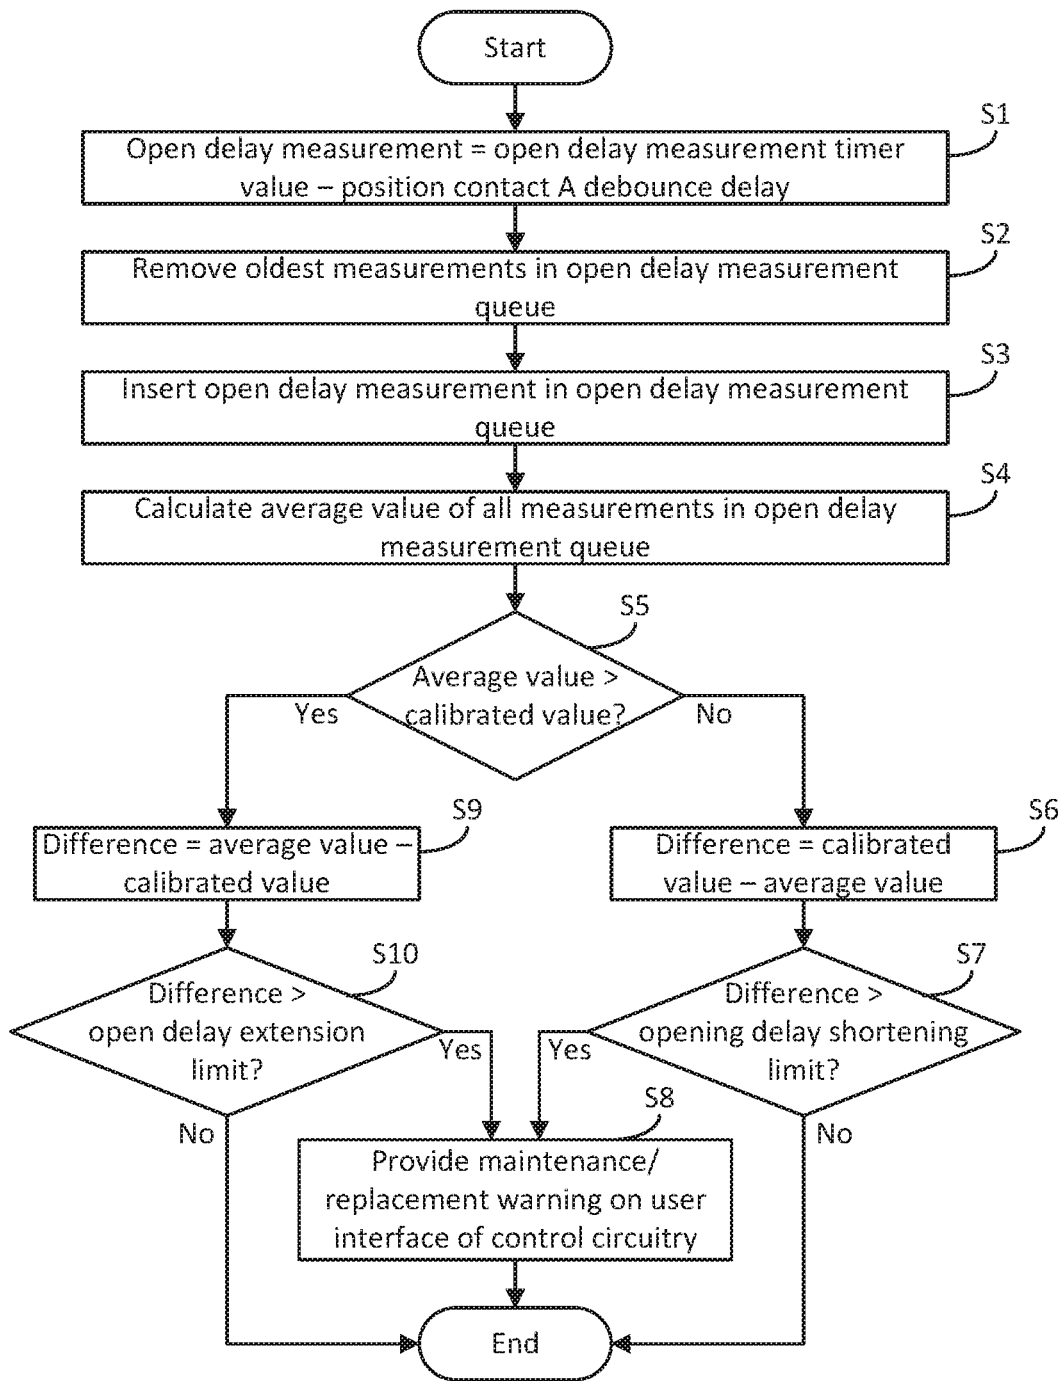 Start
S1
Open delay measurement = open delay measurement timer
value – position contact A debounce delay
S2
Remove oldest measurements in open delay measurement
queue
S3
Insert open delay measurement in open delay measurement
queue
S4
Calculate average value of all measurements in open delay
measurement queue
S5
Average value >
calibrated value?
Yes
No
S9
Difference = average value –
calibrated value
S6
Difference = calibrated
value – average value
S10
Difference >
open delay extension
limit?
Yes
No
S7
Difference >
opening delay shortening
limit?
Yes
No
S8
Provide maintenance/
replacement warning on user
interface of control circuitry
End